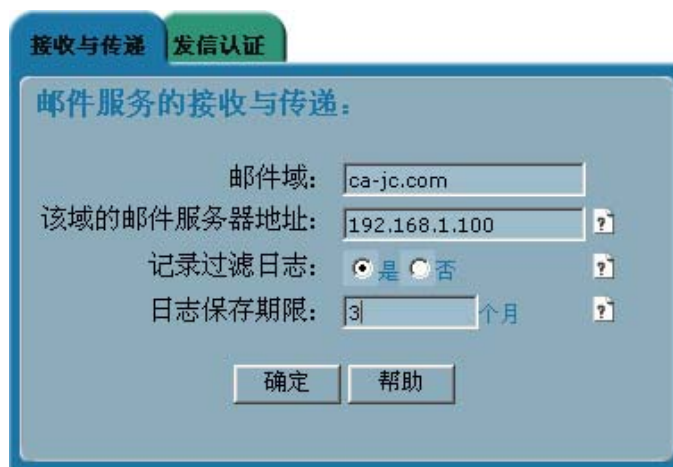 接收与传递 发信认证
邮件服务的接收与传递：
邮件域： ca-jc.com
该域的邮件服务器地址： 192.168.1.100 ?
记录过滤日志： 是 否 ?
日志保存期限： 3 个月 ?
确定 帮助